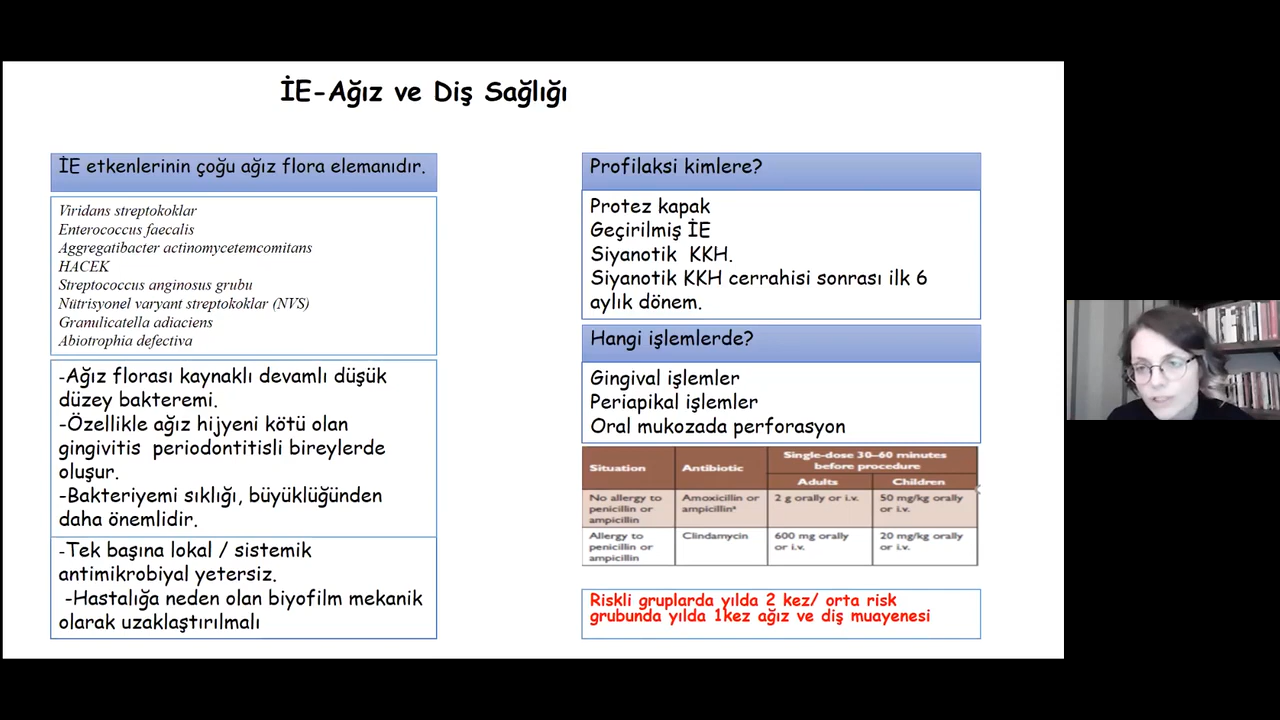 İE-Ağız ve Diş Sağlığı
İE etkenlerinin çoğu ağız flora elemanıdır.
Viridans streptokoklar
Enterococcus faecalis
Aggregatibacter actinomycetemcomitans
HACEK
Streptococcus anginosus grubu
Nütrisyonel varyant streptokoklar (NVS)
Granulicatella adiaciens
Abiotrophia defectiva
-Ağız florası kaynaklı devamlı düşük
düzey bakteremi.
-Özellikle ağız hijyeni kötü olan
gingivitis periodontitisli bireylerde
oluşur.
-Bakteriyemi sıklığı, büyüklüğünden
daha önemlidir.
-Tek başına lokal / sistemik
antimikrobiyal yetersiz.
-Hastalığa neden olan biyofilm mekanik
olarak uzaklaştırılmalı
Profilaksi kimlere?
Protez kapak
Geçirilmiş İE
Siyanotik KKH.
Siyanotik KKH cerrahisi sonrası ilk 6
aylık dönem.
Hangi işlemlerde?
Gingival işlemler
Periapikal işlemler
Oral mukozada perforasyon
Situation Antibiotic Single-dose 30–60 minutes
before procedure
Adults Children
No allergy to Amoxicillin or 2 g orally or i.v. 50 mg/kg orally
penicillin or ampicillin* or i.v.
ampicillin
Allergy to Clindamycin 600 mg orally 20 mg/kg orally
penicillin or or i.v. or i.v.
ampicillin
Riskli gruplarda yılda 2 kez/ orta risk
grubunda yılda 1kez ağız ve diş muayenesi